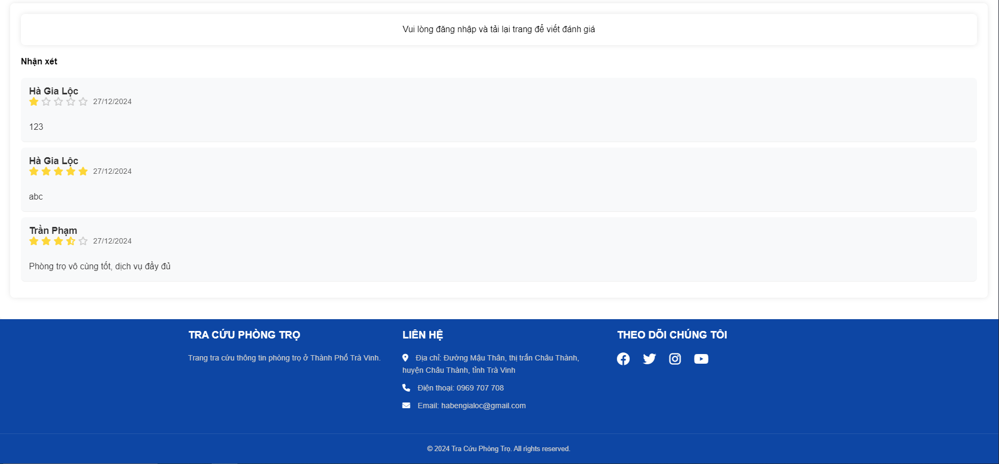 Vui lòng đăng nhập và tải lại trang để viết đánh giá
Nhận xét
Hà Gia Lộc
27/12/2024
123
Hà Gia Lộc
27/12/2024
abc
Trần Phạm
27/12/2024
Phòng trọ vô cùng tốt, dịch vụ đầy đủ
TRA CỨU PHÒNG TRỌ
Trang tra cứu thông tin phòng trọ ở Thành Phố Trà Vinh.
LIÊN HỆ
Địa chỉ: Đường Mậu Thân, thị trấn Châu Thành,
huyện Châu Thành, tỉnh Trà Vinh
Điện thoại: 0969 707 708
Email: habengialoc@gmail.com
THEO DÕI CHÚNG TÔI
© 2024 Tra Cứu Phòng Trọ. All rights reserved.